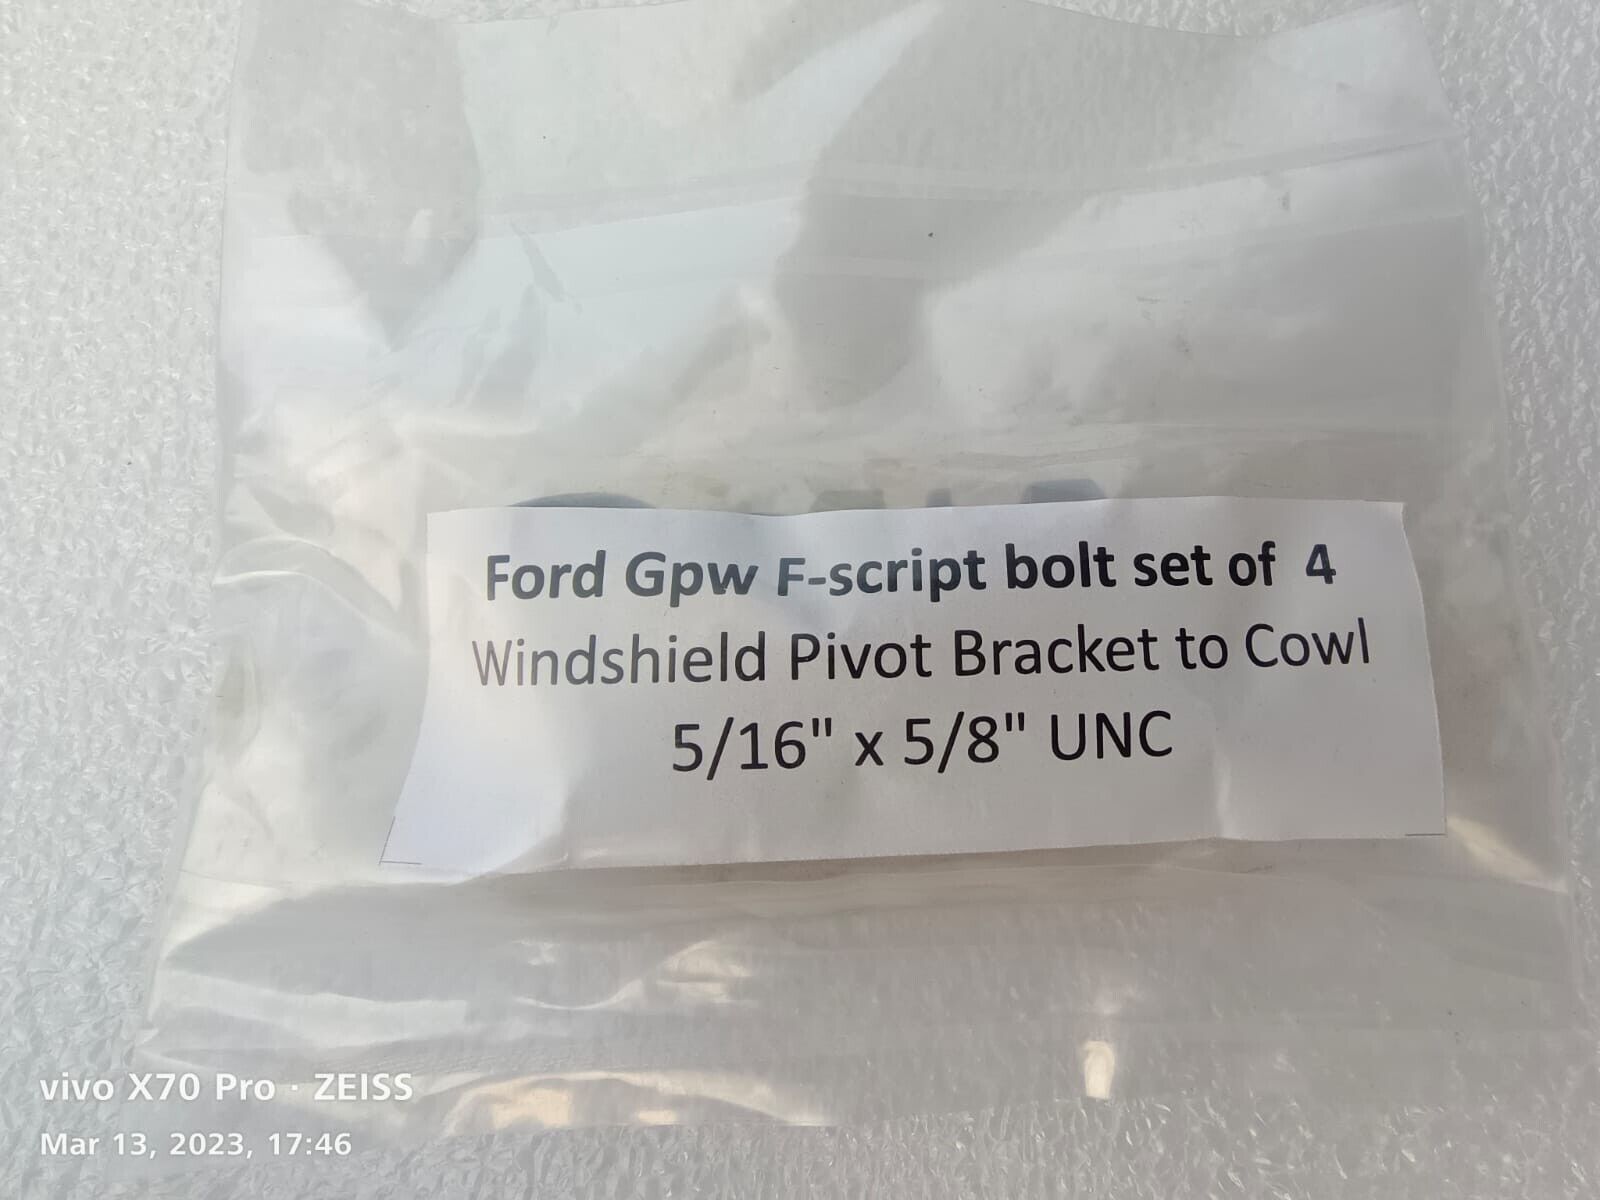 Ford Gpw F-script bolt set of 4
Windshield Pivot Bracket to Cowl
5/16" x 5/8" UNC
vivo X70 Pro · ZEISS
Mar 13, 2023, 17:46